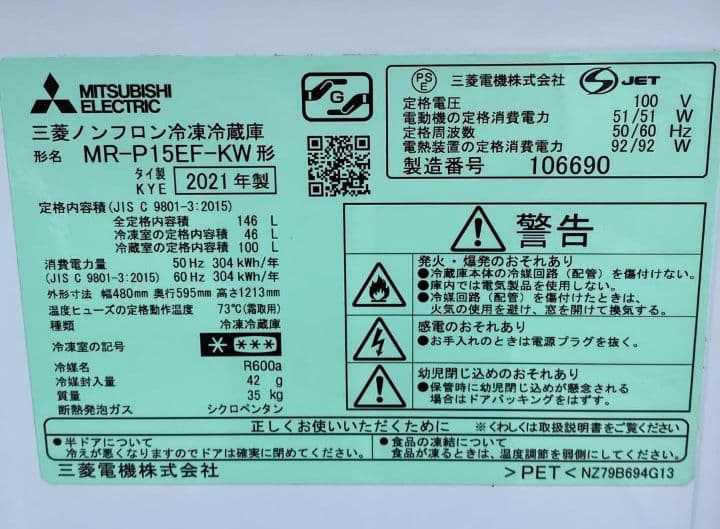 MITSUBISHI
ELECTRIC
G
三菱ノンフロン冷凍冷蔵庫
形名 MR-P15EF-KW 形
タイ製
KYE 2021年製
定格内容積(JIS C 9801-3:2015)
全定格内容積 146 L
冷凍室の定格内容積 46 L
冷蔵室の定格内容積 100 L
消費電力量 50 Hz 304 kWh/年
(JIS C 9801-3:2015) 60 Hz 304 kWh/年
外形寸法 幅480mm 奥行595mm 高さ1213mm
温度ヒューズの定格動作温度 73℃(霜取用)
種類 冷凍冷蔵庫
冷凍室の記号
冷媒名 R600a
冷媒封入量 42 g
質量 35 kg
断熱発泡ガス シクロペンタン
PS
E
三菱電機株式会社
S JET
定格電圧 100 V
電動機の定格消費電力 51/51 W
定格周波数 50/60 Hz
電熱装置の定格消費電力 92/92 W
製造番号 106690
警告
発火・爆発のおそれあり
●冷蔵庫本体の冷媒回路(配管)を傷付けない。
●庫内では電気製品を使用しない。
●冷媒回路(配管)を傷付けたときは、
火気の使用を避け、窓を開けて換気する。
感電のおそれあり
●お手入れのときは電源プラグを抜く。
幼児閉じ込めのおそれあり
●保管時に幼児閉じ込めが懸念される
場合はドアパッキングをはずす。
正しくお使いいただくために ※くわしくは取扱説明書をご覧ください
●半ドアについて
冷えが悪くなりますのでドアは確実に閉めてください。
●食品の凍結について
食品が凍るときは、温度調節を弱側にしてください。
三菱電機株式会社
>PET< NZ79B694G13